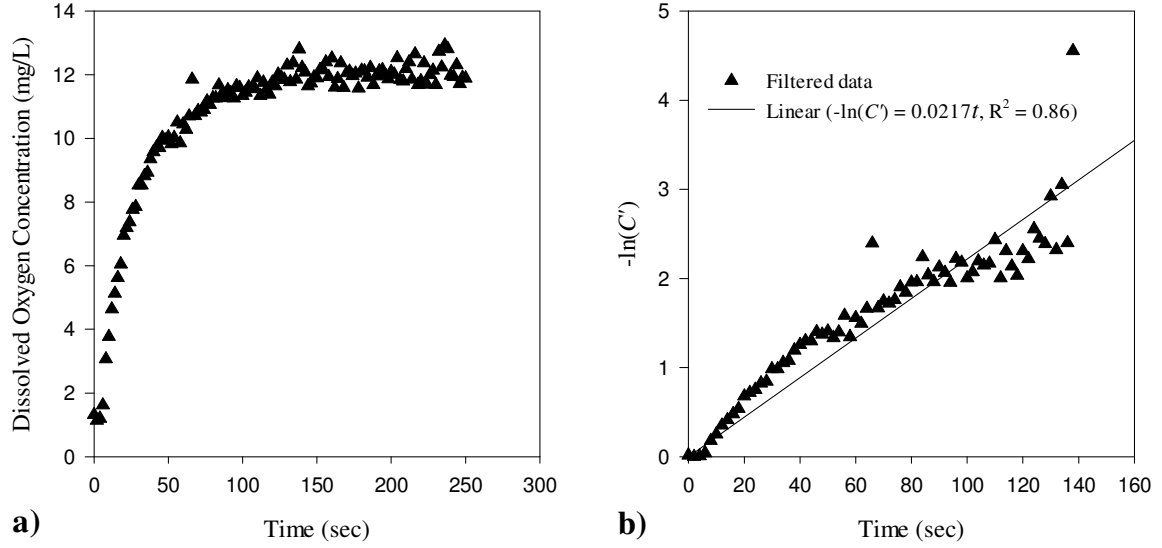 14
12
10
8
6
4
2
0
Dissolved Oxygen Concentration (mg/L)
0 50 100 150 200 250 300
Time (sec)
a)
5
4
3
2
1
0
-ln(C')
Filtered data
Linear (-ln(C') = 0.0217t, R² = 0.86)
0 20 40 60 80 100 120 140 160
Time (sec)
b)